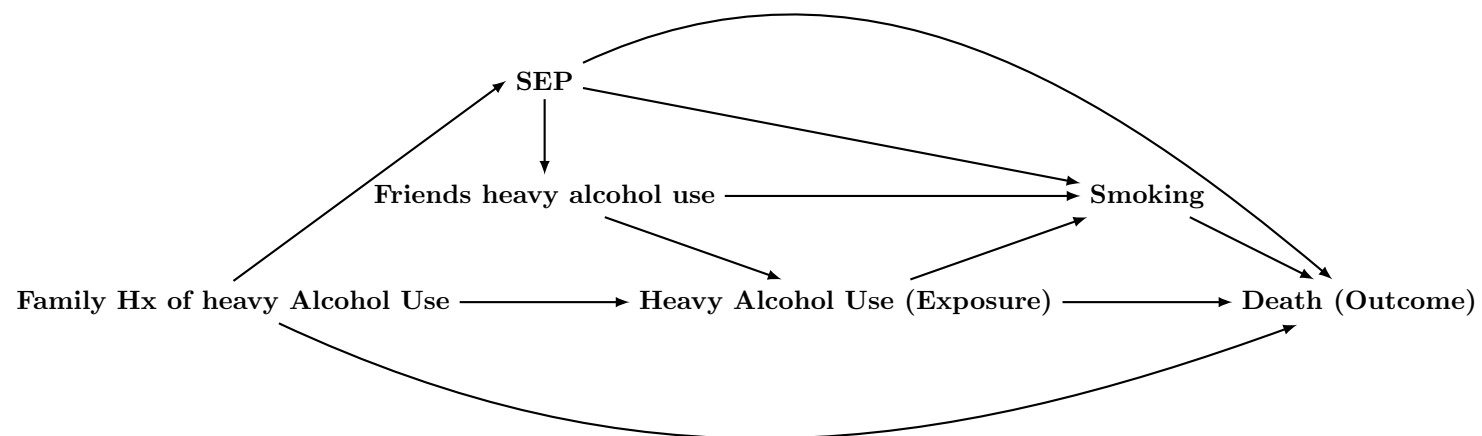 SEP
Friends heavy alcohol use
Smoking
Family Hx of heavy Alcohol Use
Heavy Alcohol Use (Exposure)
Death (Outcome)